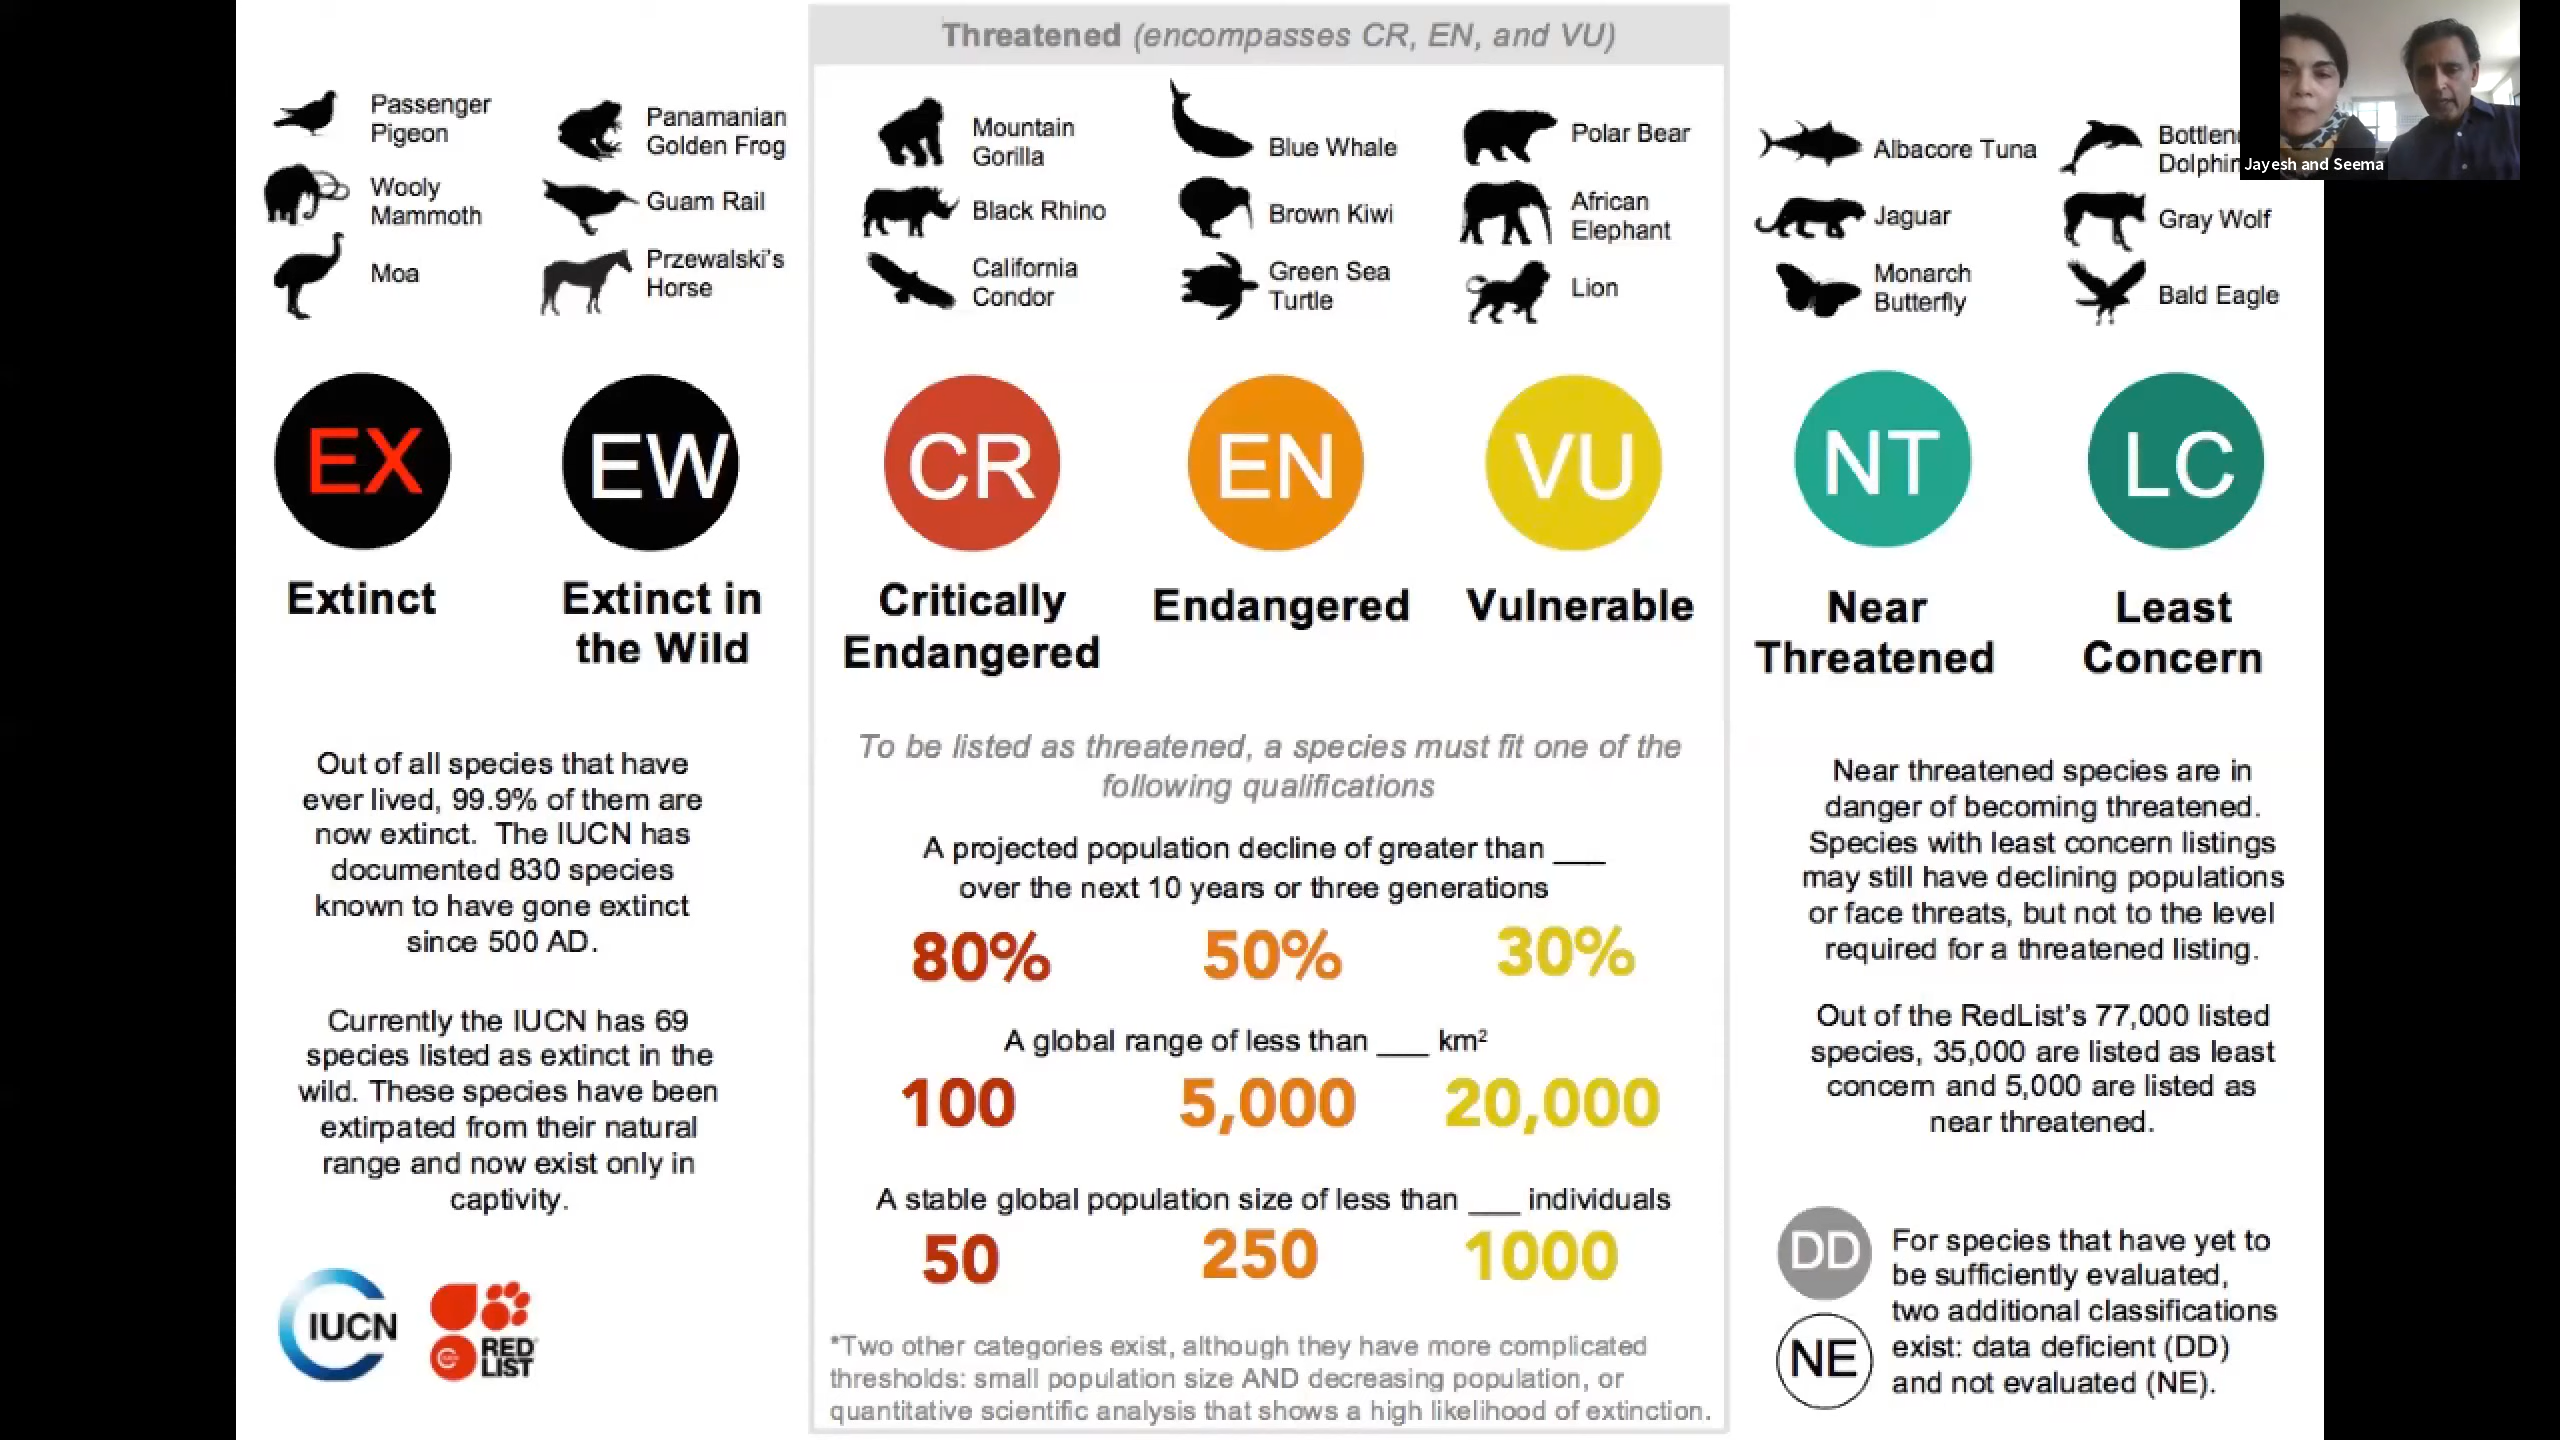 Threatened (encompasses CR, EN, and VU)
Passenger
Pigeon
Wooly
Mammoth
Moa
Panamanian
Golden Frog
Guam Rail
Przewalski's
Horse
Mountain
Gorilla
Black Rhino
California
Condor
Blue Whale
Brown Kiwi
Green Sea
Turtle
Polar Bear
African
Elephant
Lion
Albacore Tuna
Jaguar
Monarch
Butterfly
Dolphin
Gray Wolf
Bald Eagle
Jayesh and Seema
EX
EW
CR
EN
VU
NT
LC
Extinct
Extinct in
the Wild
Critically
Endangered
Endangered
Vulnerable
Near
Threatened
Least
Concern
Out of all species that have
ever lived, 99.9% of them are
now extinct. The IUCN has
documented 830 species
known to have gone extinct
since 500 AD.
Currently the IUCN has 69
species listed as extinct in the
wild. These species have been
extirpated from their natural
range and now exist only in
captivity.
IUCN
RED
LIST
To be listed as threatened, a species must fit one of the
following qualifications
A projected population decline of greater than ___
over the next 10 years or three generations
80% 50% 30%
A global range of less than ___ km²
100 5,000 20,000
A stable global population size of less than ___ individuals
50 250 1000
*Two other categories exist, although they have more complicated
thresholds: small population size AND decreasing population, or
quantitative scientific analysis that shows a high likelihood of extinction.
Near threatened species are in
danger of becoming threatened.
Species with least concern listings
may still have declining populations
or face threats, but not to the level
required for a threatened listing.
Out of the RedList's 77,000 listed
species, 35,000 are listed as least
concern and 5,000 are listed as
near threatened.
DD
NE
For species that have yet to
be sufficiently evaluated,
two additional classifications
exist: data deficient (DD)
and not evaluated (NE).